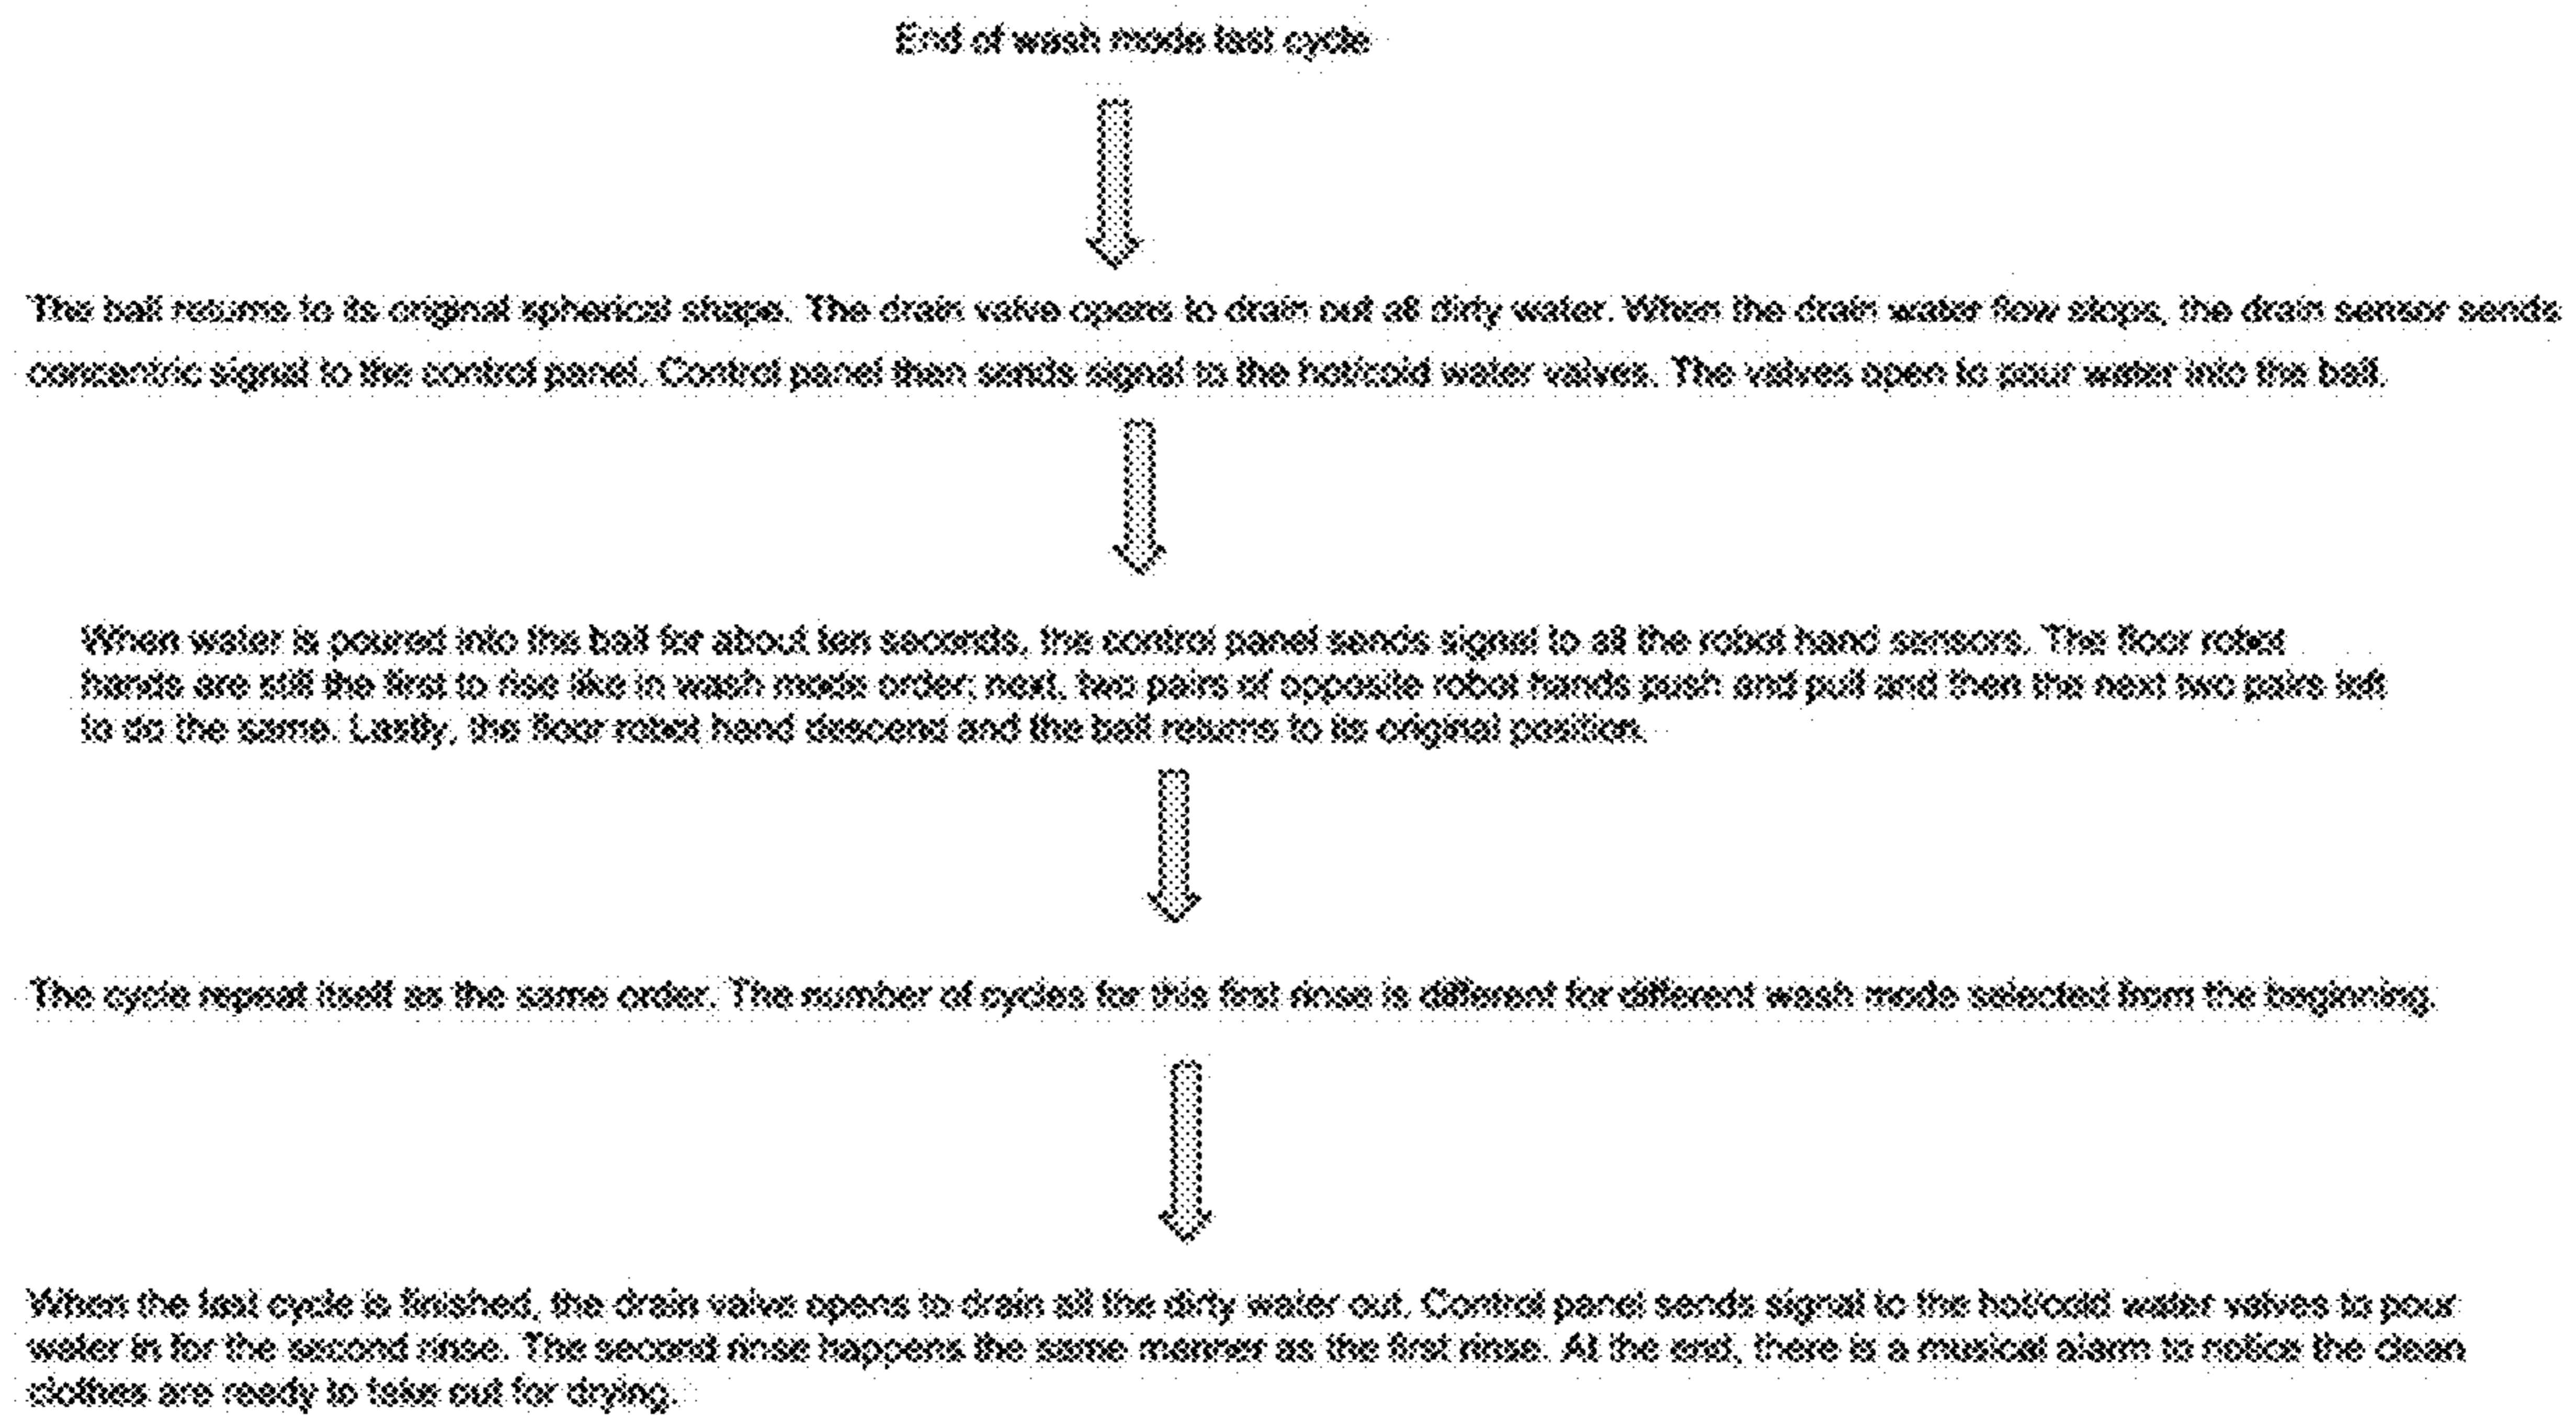 End of wash mode last cycle
The ball returns to its original spherical shape. The drain valve opens to drain out all dirty water. When the drain water flow stops, the drain sensor sends
concentric signal to the control panel. Control panel then sends signal to the hot/cold water valves. The valves open to pour water into the ball.
When water is poured into the ball for about ten seconds, the control panel sends signal to all the robot hand sensors. The floor robot
hands are still the first to rise like in wash mode order; next, two pairs of opposite robot hands push and pull and then the next two pairs left
to do the same. Lastly, the floor robot hand descend and the ball returns to its original position.
The cycle repeat itself as the same order. The number of cycles for this first rinse is different for different wash mode selected from the beginning.
When the last cycle is finished, the drain valve opens to drain all the dirty water out. Control panel sends signal to the hot/cold water valves to pour
water in for the second rinse. The second rinse happens the same manner as the first rinse. At the end, there is a musical alarm to notice the clean
clothes are ready to take out for drying.